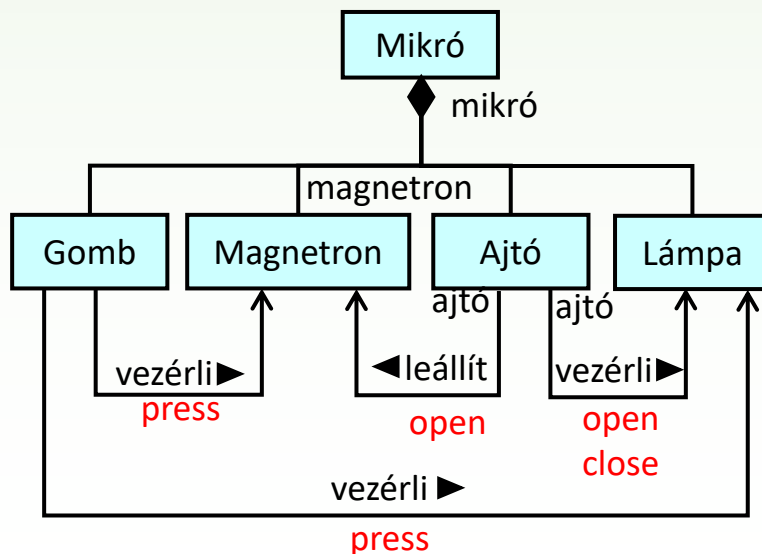 Mikró
mikró
magnetron
Gomb
Magnetron
Ajtó
Lámpa
ajtó
ajtó
vezérli
leállít
vezérli
press
open
open
close
vezérli
press